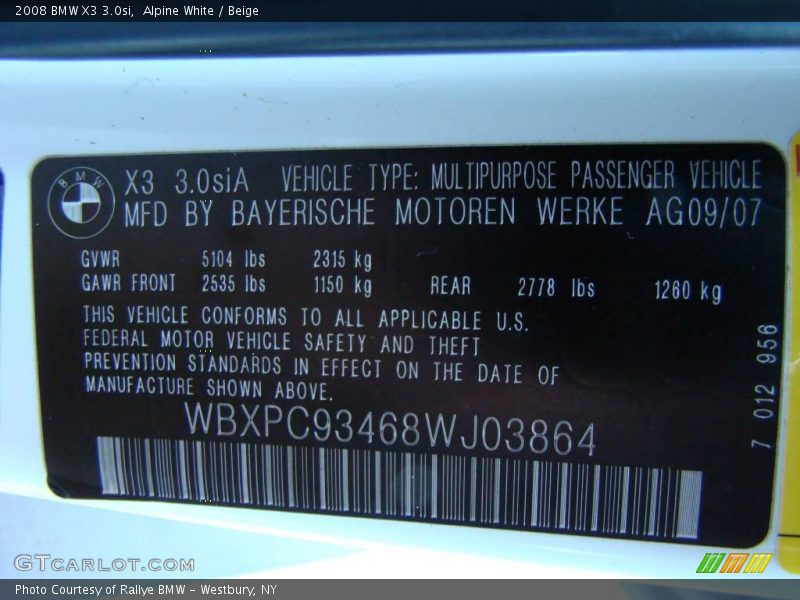 2008 BMW X3 3.0si, Alpine White / Beige
BMW X3 3.0siA VEHICLE TYPE: MULTIPURPOSE PASSENGER VEHICLE
MFD BY BAYERISCHE MOTOREN WERKE AG09/07
GVWR 5104 lbs 2315 kg
GAWR FRONT 2535 lbs 1150 kg REAR 2778 lbs 1260 kg
THIS VEHICLE CONFORMS TO ALL APPLICABLE U.S.
FEDERAL MOTOR VEHICLE SAFETY AND THEFT
PREVENTION STANDARDS IN EFFECT ON THE DATE OF
MANUFACTURE SHOWN ABOVE.
WBXPC93468WJ03864
7 012 956
GTCARLOT.COM
Photo Courtesy of Rallye BMW - Westbury, NY